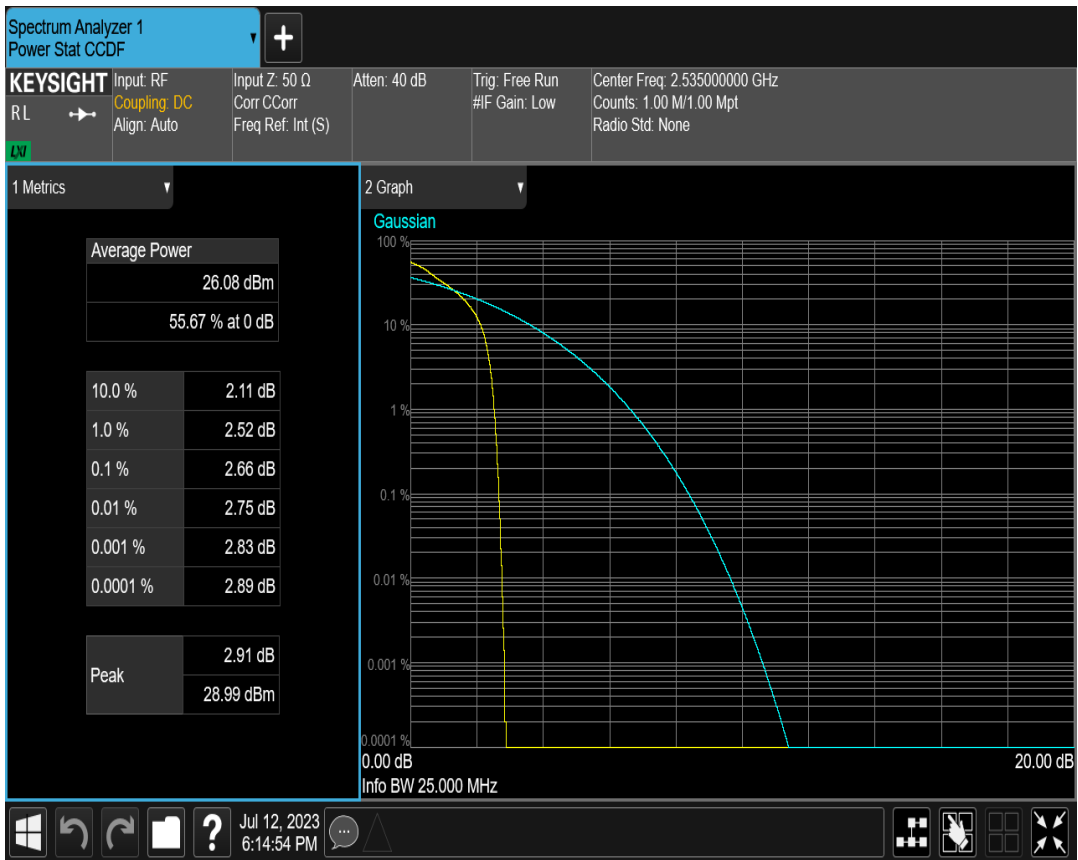 Spectrum Analyzer 1
Power Stat CCDF
KEYSIGHT
RL
LXI
Input: RF
Coupling: DC
Align: Auto
Input Z: 50 Ω
Corr CCorr
Freq Ref: Int (S)
Atten: 40 dB
Trig: Free Run
#IF Gain: Low
Center Freq: 2.535000000 GHz
Counts: 1.00 M/1.00 Mpt
Radio Std: None
1 Metrics
Average Power
26.08 dBm
55.67 % at 0 dB
10.0 % 2.11 dB
1.0 % 2.52 dB
0.1 % 2.66 dB
0.01 % 2.75 dB
0.001 % 2.83 dB
0.0001 % 2.89 dB
Peak
2.91 dB
28.99 dBm
2 Graph
Gaussian
100 %
10 %
1 %
0.1 %
0.01 %
0.001 %
0.0001 %
0.00 dB 20.00 dB
Info BW 25.000 MHz
?
Jul 12, 2023
6:14:54 PM